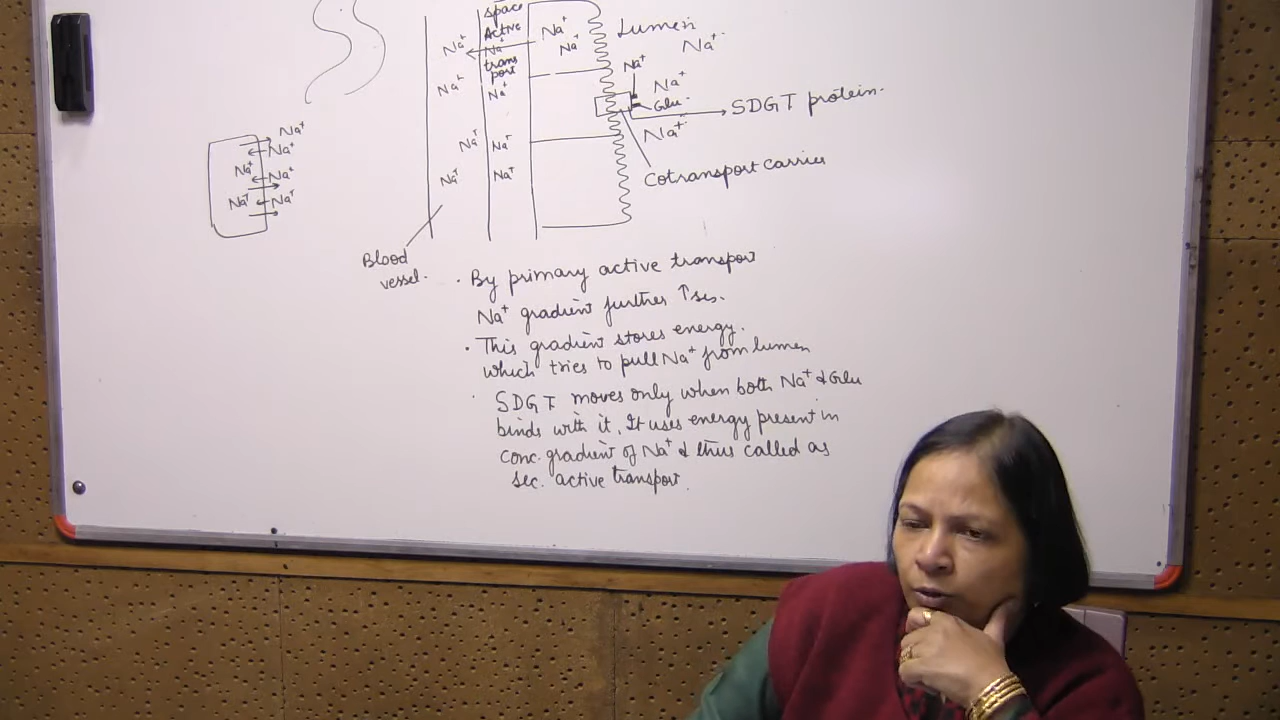 space
Active
trans
port
Na⁺ Na⁺ Na⁺ Na⁺
Lumen
Na⁺
Na⁺
Na⁺
Glu.
SDGT protein.
Na⁺
Cotransport carrier
Na⁺ Na⁺
Na⁺ Na⁺
Na⁺ Na⁺
Na⁺
Na⁺
Na⁺ Na⁺
Na⁺ Na⁺
Blood
vessel.
• By primary active transport
Na⁺ gradient further ↑ses.
• This gradient stores energy.
which tries to pull Na⁺ from lumen
· SDGT moves only when both Na⁺ & Glu
binds with it. It uses energy present in
conc. gradient of Na⁺ & thus called as
sec. active transport.